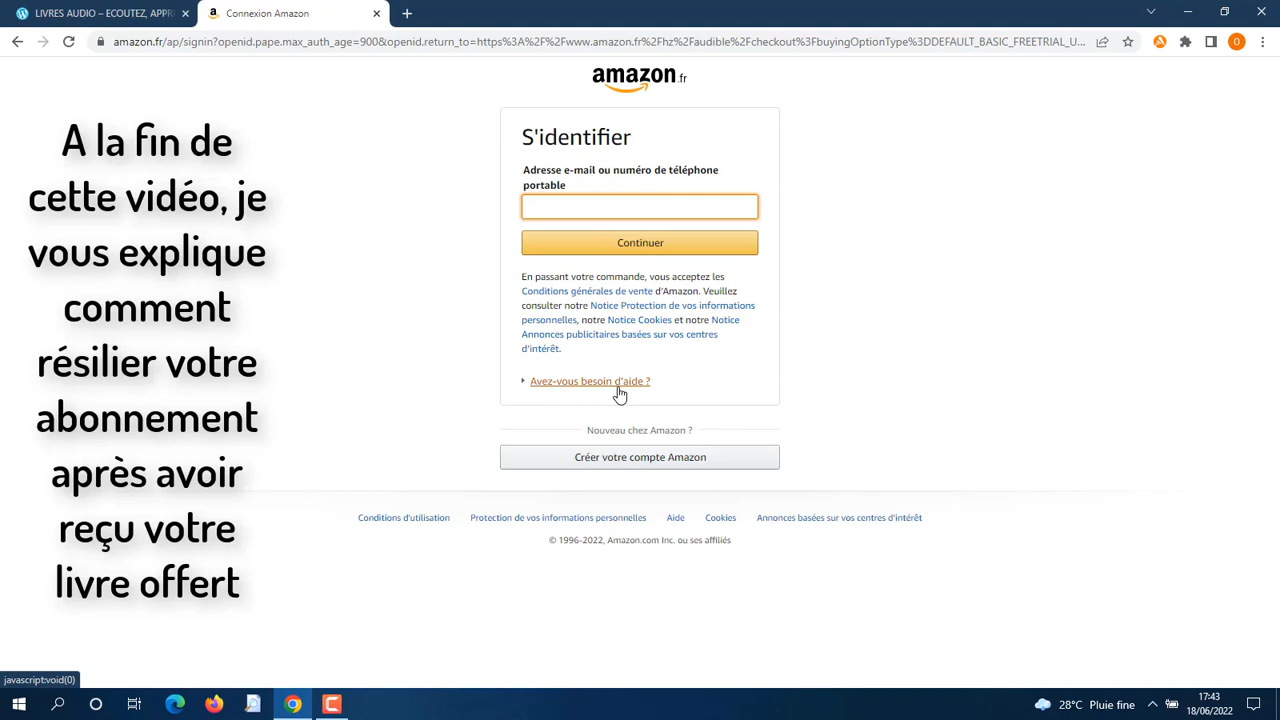 LIVRES AUDIO – ECOUTEZ, APPR
Connexion Amazon
amazon.fr/ap/signin?openid.pape.max_auth_age=900&openid.return_to=https%3A%2F%2Fwww.amazon.fr%2Fhz%2Faudible%2Fcheckout%3FbuyingOptionType%3DDEFAULT_BASIC_FREETRIAL_U...
O
amazon.fr
A la fin de
cette vidéo, je
vous explique
comment
résilier votre
abonnement
après avoir
reçu votre
livre offert
S'identifier
Adresse e-mail ou numéro de téléphone
portable
Continuer
En passant votre commande, vous acceptez les
Conditions générales de vente d'Amazon. Veuillez
consulter notre Notice Protection de vos informations
personnelles, notre Notice Cookies et notre Notice
Annonces publicitaires basées sur vos centres
d'intérêt.
Avez-vous besoin d'aide ?
Nouveau chez Amazon ?
Créer votre compte Amazon
Conditions d'utilisation Protection de vos informations personnelles Aide Cookies Annonces basées sur vos centres d'intérêt
© 1996-2022, Amazon.com Inc. ou ses affiliés
javascript:void(0)
28°C Pluie fine
17:43
18/06/2022